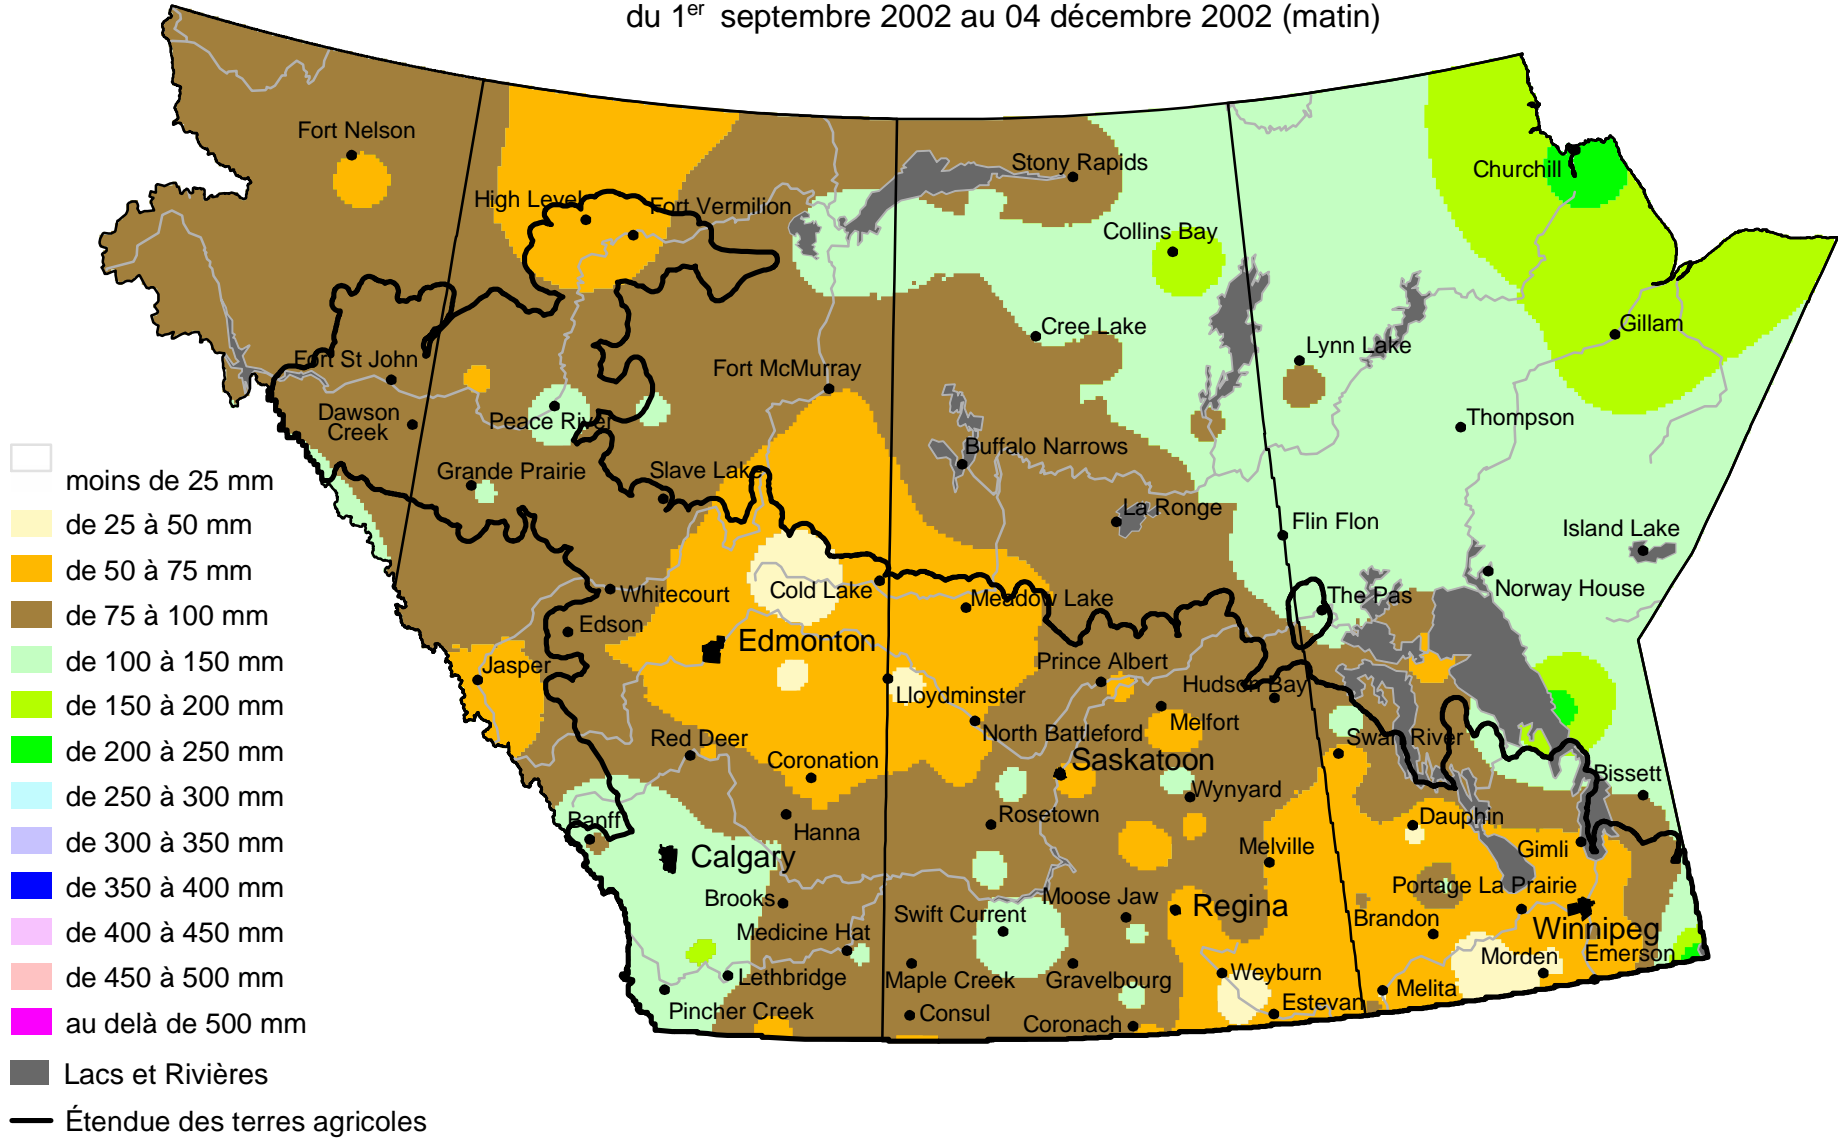 du 1er septembre 2002 au 04 décembre 2002 (matin)
Fort Nelson
Stony Rapids
Churchill
High Level
Fort Vermilion
Collins Bay
Gillam
Cree Lake
Lynn Lake
Fort St John
Fort McMurray
Dawson
Creek
Peace River
Thompson
Buffalo Narrows
Grande Prairie
Slave Lake
La Ronge
Flin Flon
Island Lake
Whitecourt
Cold Lake
Meadow Lake
The Pas
Norway House
Edson
Edmonton
Jasper
Prince Albert
Hudson Bay
Lloydminster
Melfort
North Battleford
Red Deer
Swan River
Coronation
Saskatoon
Bissett
Wynyard
Banff
Hanna
Rosetown
Dauphin
Calgary
Melville
Gimli
Brooks
Moose Jaw
Portage La Prairie
Swift Current
Regina
Brandon
Winnipeg
Medicine Hat
Morden
Emerson
Lethbridge
Maple Creek
Gravelbourg
Weyburn
Melita
Pincher Creek
Consul
Coronach
Estevan
moins de 25 mm
de 25 à 50 mm
de 50 à 75 mm
de 75 à 100 mm
de 100 à 150 mm
de 150 à 200 mm
de 200 à 250 mm
de 250 à 300 mm
de 300 à 350 mm
de 350 à 400 mm
de 400 à 450 mm
de 450 à 500 mm
au delà de 500 mm
Lacs et Rivières
Étendue des terres agricoles